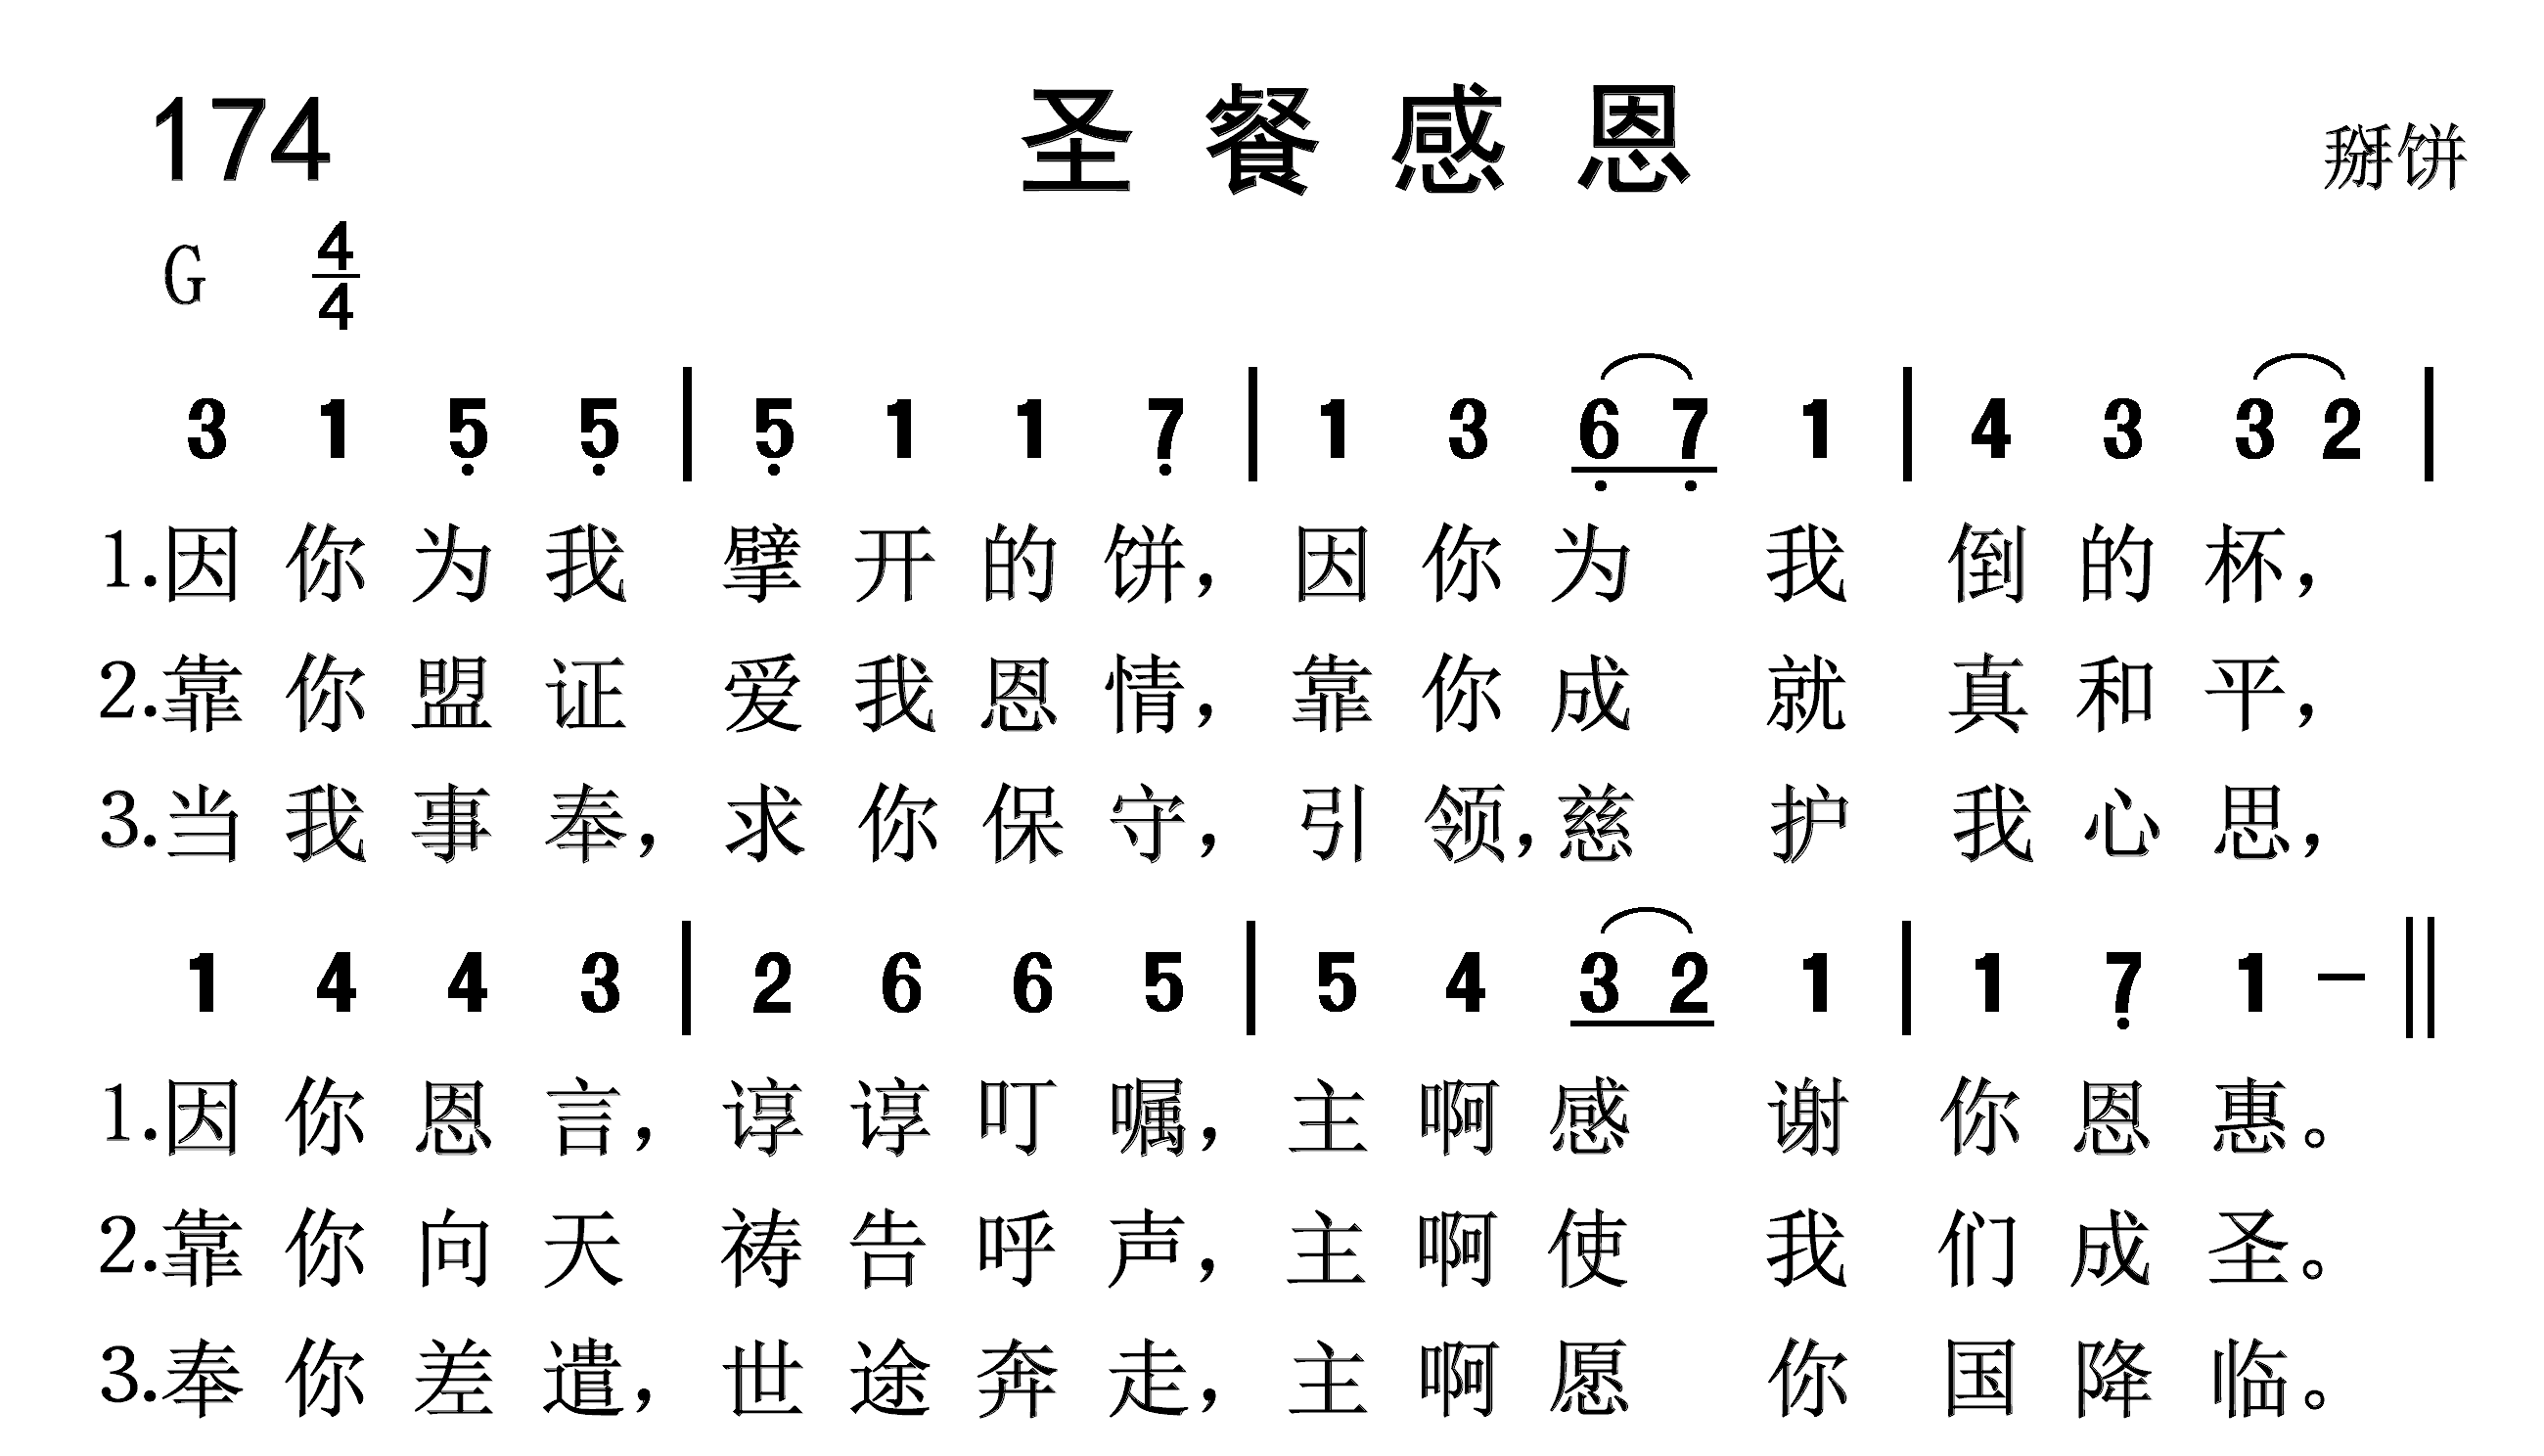 174 圣餐感恩 掰饼
G 4/4
3 1 5 5 | 5 1 1 7 | 1 3 6 7 1 | 4 3 3 2 |
1.因你为我 擘开的饼，因你为我倒的杯，
2.靠你盟证 爱我恩情，靠你成就真和平，
3.当我事奉，求你保守，引领，慈护我心思，
1 4 4 3 | 2 6 6 5 | 5 4 3 2 1 | 1 7 1 － ||
1.因你恩言，谆谆叮嘱，主啊感谢你恩惠。
2.靠你向天 祷告呼声，主啊使我们成圣。
3.奉你差遣，世途奔走，主啊愿你国降临。